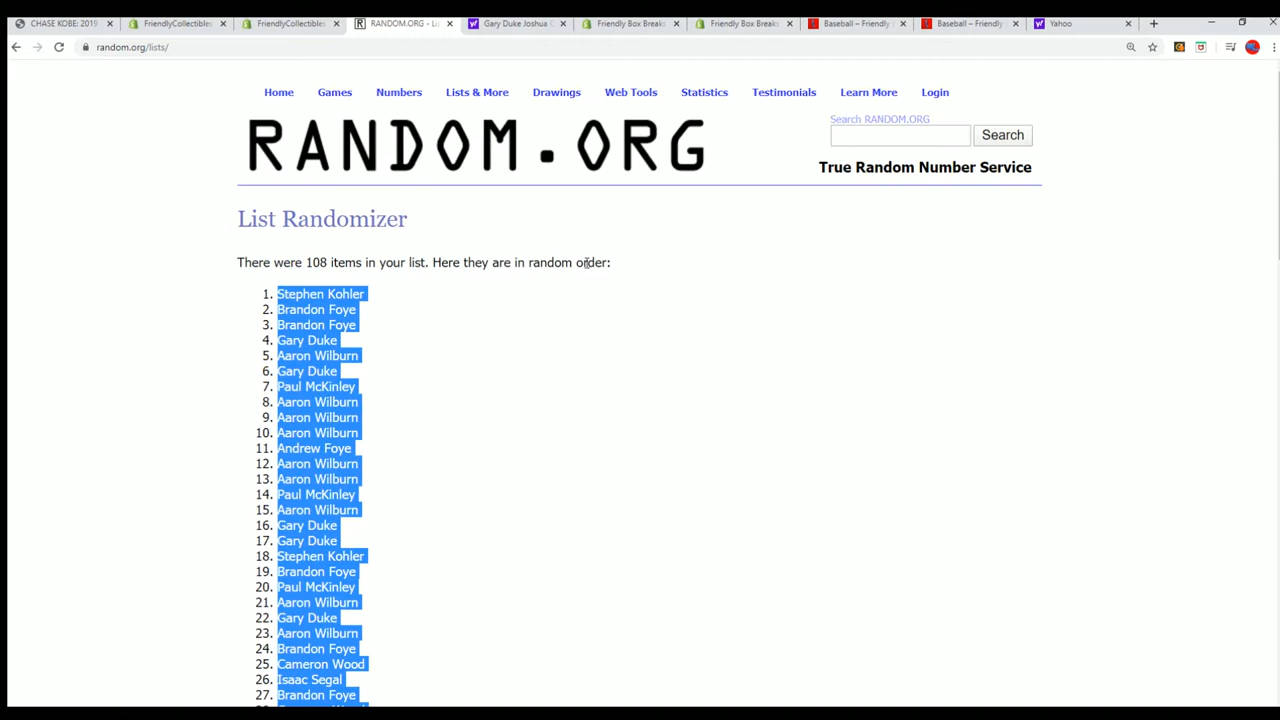 CHASE KOBE: 2019
FriendlyCollectibles
FriendlyCollectibles
RANDOM.ORG - Li
Gary Duke Joshua C
Friendly Box Breaks
Friendly Box Breaks
Baseball – Friendly
Baseball – Friendly
Yahoo
random.org/lists/
Home Games Numbers Lists & More Drawings Web Tools Statistics Testimonials Learn More Login
RANDOM.ORG
Search RANDOM.ORG
Search
True Random Number Service
List Randomizer
There were 108 items in your list. Here they are in random order:
1. Stephen Kohler
2. Brandon Foye
3. Brandon Foye
4. Gary Duke
5. Aaron Wilburn
6. Gary Duke
7. Paul McKinley
8. Aaron Wilburn
9. Aaron Wilburn
10. Aaron Wilburn
11. Andrew Foye
12. Aaron Wilburn
13. Aaron Wilburn
14. Paul McKinley
15. Aaron Wilburn
16. Gary Duke
17. Gary Duke
18. Stephen Kohler
19. Brandon Foye
20. Paul McKinley
21. Aaron Wilburn
22. Gary Duke
23. Aaron Wilburn
24. Brandon Foye
25. Cameron Wood
26. Isaac Segal
27. Brandon Foye